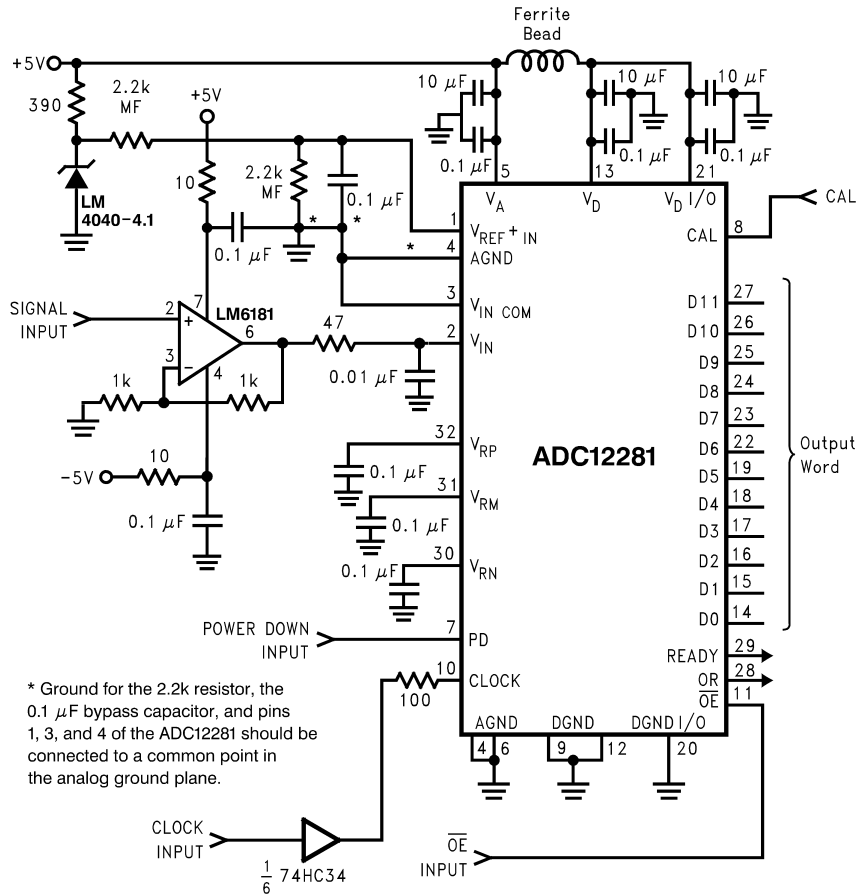 Ferrite
Bead
+5V
390
2.2k
MF
+5V
10 μF
0.1 μF
5
10 μF
0.1 μF
13
10 μF
0.1 μF
21
LM
4040-4.1
10
2.2k
MF
0.1 μF
*
*
0.1 μF
*
1
4
3
2
V_A
V_D
V_D I/O
V_REF + IN
AGND
V_IN COM
V_IN
CAL
8
CAL
SIGNAL
INPUT
2
+
3
−
7
4
6
LM6181
47
0.01 μF
1k
1k
−5V
10
0.1 μF
32
V_RP
0.1 μF
31
V_RM
0.1 μF
30
V_RN
0.1 μF
ADC12281
D11 27
D10 26
D9 25
D8 24
D7 23
D6 22
D5 19
D4 18
D3 17
D2 16
D1 15
D0 14
Output
Word
READY 29
OR 28
O̅E̅ 11
POWER DOWN
INPUT
7
PD
10
CLOCK
100
AGND
DGND
DGND I/O
4
6
9
12
20
* Ground for the 2.2k resistor, the
0.1 μF bypass capacitor, and pins
1, 3, and 4 of the ADC12281 should be
connected to a common point in
the analog ground plane.
CLOCK
INPUT
1/6 74HC34
O̅E̅
INPUT